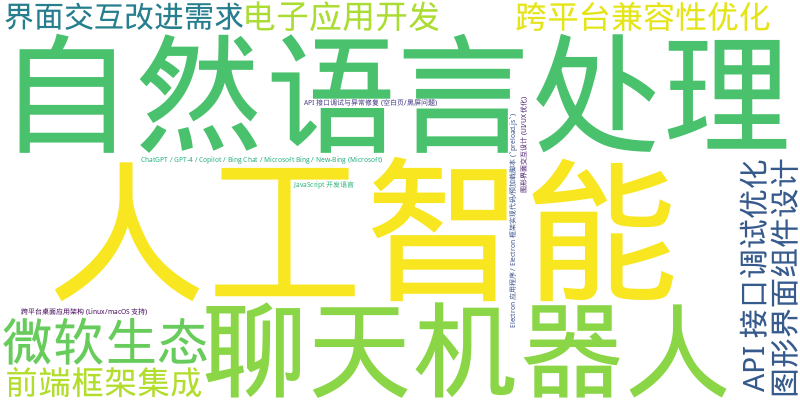 界面交互改进需求
电子应用开发
跨平台兼容性优化
自然语言处理
API 接口调试与异常修复 (空白页/黑屏问题)
ChatGPT / GPT-4 / Copilot / Bing Chat / Microsoft Bing / New-Bing (Microsoft)
JavaScript 开发语言
人工智能
Electron 应用程序/ Electron 框架实现代码/预加载脚本 (`preload.js`)
图形界面交互设计 (UI/UX 优化)
API 接口调试优化
图形界面组件设计
跨平台桌面应用架构 (Linux/macOS 支持)
微软生态
聊天机器人
前端框架集成